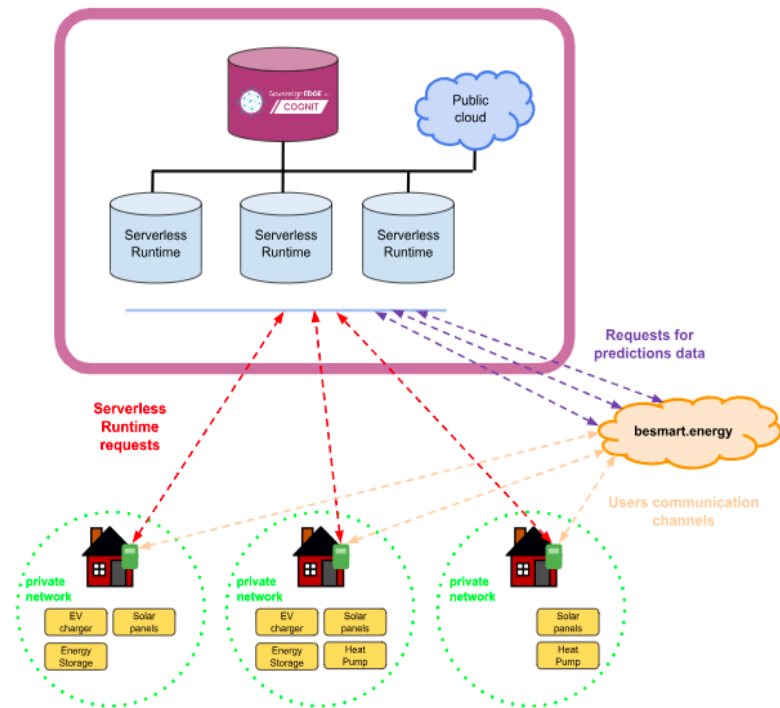 SovereignEDGE
COGNIT
Public
cloud
Serverless
Runtime
Serverless
Runtime
Serverless
Runtime
Requests for
predictions data
Serverless
Runtime
requests
besmart.energy
Users communication
channels
private
network
EV
charger
Solar
panels
Energy
Storage
private
network
EV
charger
Solar
panels
Energy
Storage
Heat
Pump
private
network
Solar
panels
Heat
Pump